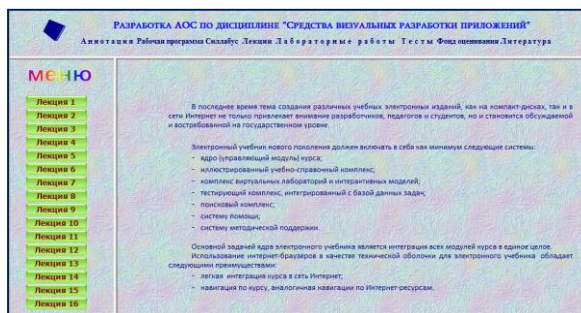 Разработка АОС по дисциплине "Средства визуальных разработки приложений"
Аннотация Рабочая программа Силлабус Лекции Лабораторные работы Тесты Фонд оценивания Литература
меню
Лекция 1
Лекция 2
Лекция 3
Лекция 4
Лекция 5
Лекция 6
Лекция 7
Лекция 8
Лекция 9
Лекция 10
Лекция 11
Лекция 12
Лекция 13
Лекция 14
Лекция 15
Лекция 16
В последнее время тема создания различных учебных электронных изданий, как на компакт-дисках, так и в
сети Интернет не только привлекает внимание разработчиков, педагогов и студентов, но и становится обсуждаемой
и востребованной на государственном уровне.
Электронный учебник нового поколения должен включать в себя как минимум следующие системы:
- ядро (управляющий модуль) курса;
- иллюстрированный учебно-справочный комплекс;
- комплекс виртуальных лабораторий и интерактивных моделей;
- тестирующий комплекс, интегрированный с базой данных задач;
- поисковый комплекс;
- систему помощи;
- систему методической поддержки.
Основной задачей ядра электронного учебника является интеграция всех модулей курса в единое целое.
Использование интернет-браузеров в качестве технической оболочки для электронного учебника обладает
следующими преимуществами:
- легкая интеграция курса в сеть Интернет;
- навигация по курсу, аналогичная навигации по Интернет-ресурсам.